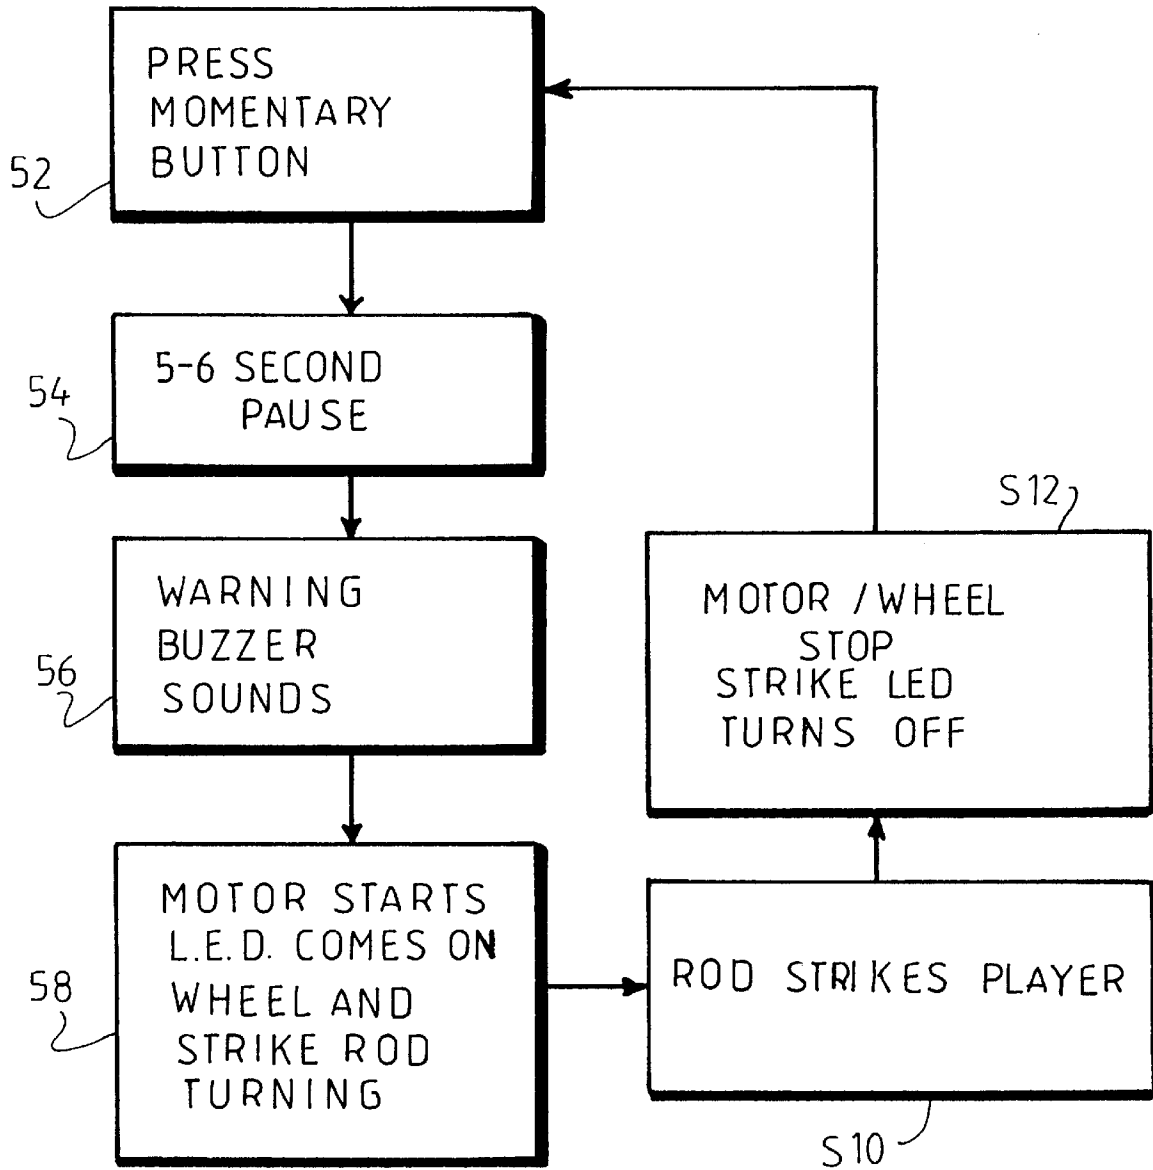 PRESS
MOMENTARY
BUTTON
52
5-6 SECOND
PAUSE
54
WARNING
BUZZER
SOUNDS
56
MOTOR STARTS
L.E.D. COMES ON
WHEEL AND
STRIKE ROD
TURNING
58
ROD STRIKES PLAYER
S10
S12
MOTOR / WHEEL
STOP
STRIKE LED
TURNS OFF